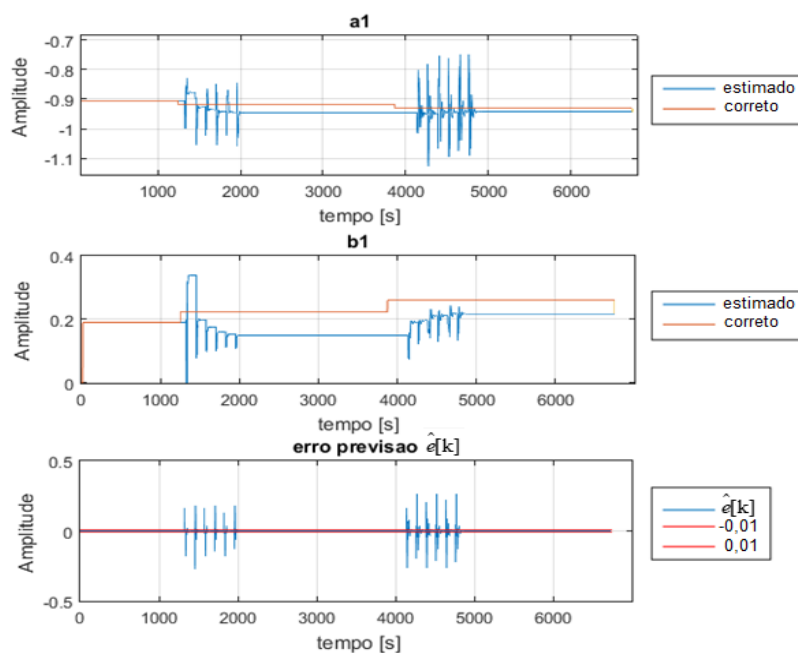 a1
-0.7
-0.8
-0.9
-1
-1.1
Amplitude
1000 2000 3000 4000 5000 6000
tempo [s]
estimado
correto
b1
0.4
0.2
0
Amplitude
0 1000 2000 3000 4000 5000 6000
tempo [s]
estimado
correto
erro previsao ê[k]
0.5
0
-0.5
Amplitude
0 1000 2000 3000 4000 5000 6000
tempo [s]
ê[k]
-0,01
0,01